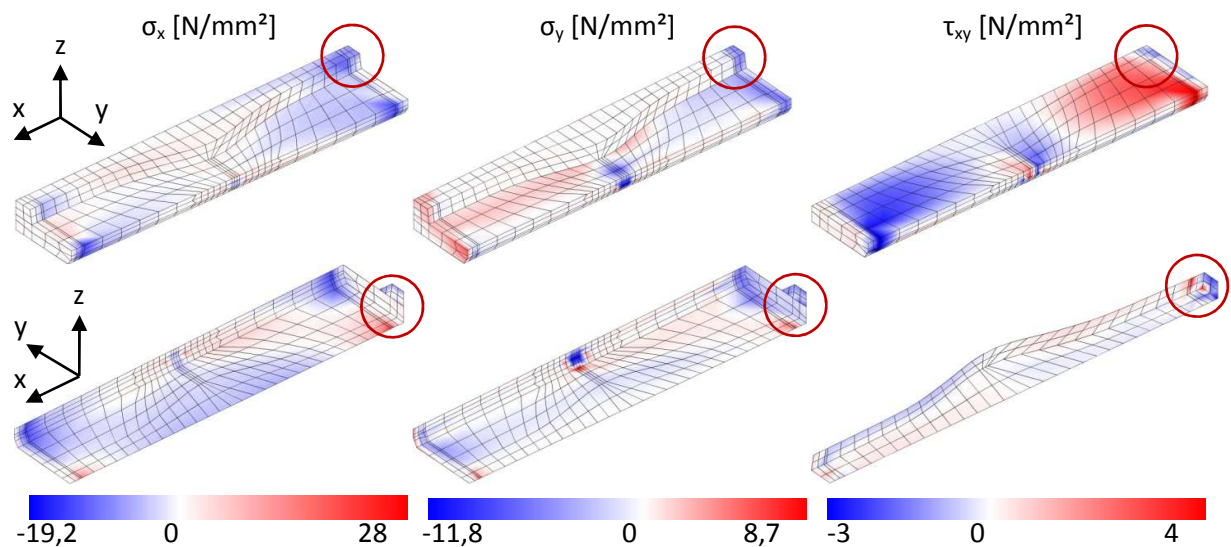 σx [N/mm²] σy [N/mm²] τxy [N/mm²]
z
x y
z
y
x
-19,2 0 28 -11,8 0 8,7 -3 0 4